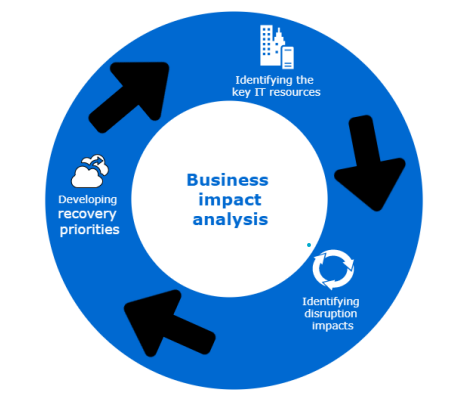 Identifying the
key IT resources
Business
impact
analysis
Developing
recovery
priorities
Identifying
disruption
impacts